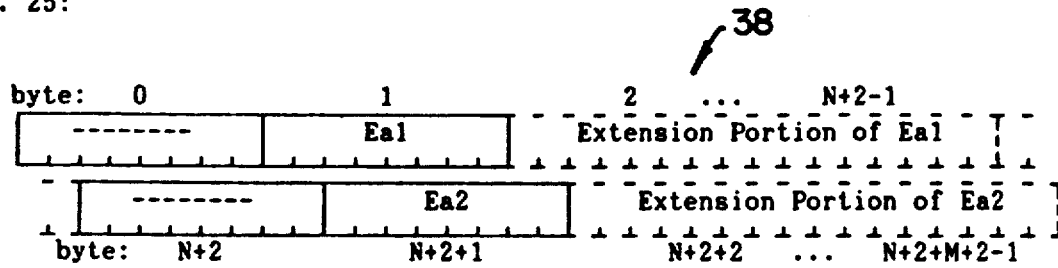 . 25:
38
byte: 0 1 2 ... N+2-1
-------- Ea1 Extension Portion of Ea1
-------- Ea2 Extension Portion of Ea2
byte: N+2 N+2+1 N+2+2 ... N+2+M+2-1